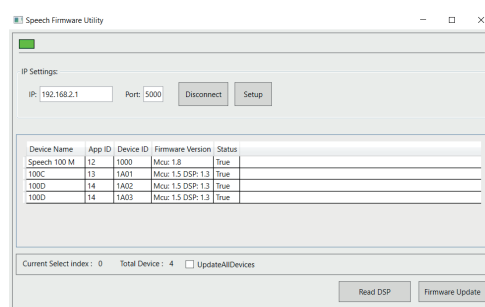 Speech Firmware Utility
IP Settings:
IP: 192.168.2.1 Port: 5000 Disconnect Setup
Device Name App ID Device ID Firmware Version Status
Speech 100 M 12 1000 Mcu: 1.8 True
100C 13 1A01 Mcu: 1.5 DSP: 1.3 True
100D 14 1A02 Mcu: 1.5 DSP: 1.3 True
100D 14 1A03 Mcu: 1.5 DSP: 1.3 True
Current Select index : 0 Total Device : 4 UpdateAllDevices
Read DSP Firmware Update